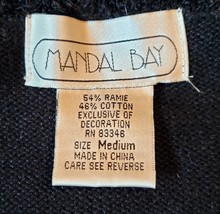 MANDAL BAY
54% RAMIE
46% COTTON
EXCLUSIVE OF
DECORATION
RN 83346
SIZE Medium
MADE IN CHINA
CARE SEE REVERSE